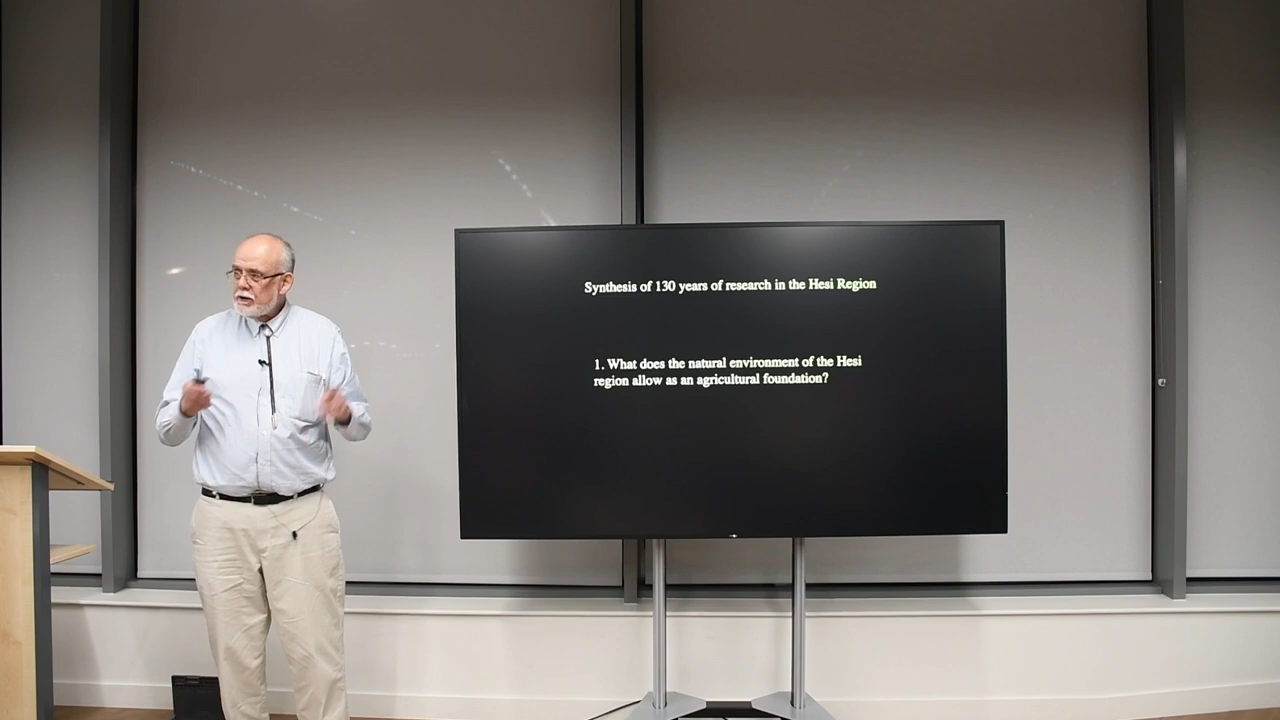 Synthesis of 130 years of research in the Hesi Region
1. What does the natural environment of the Hesi
region allow as an agricultural foundation?